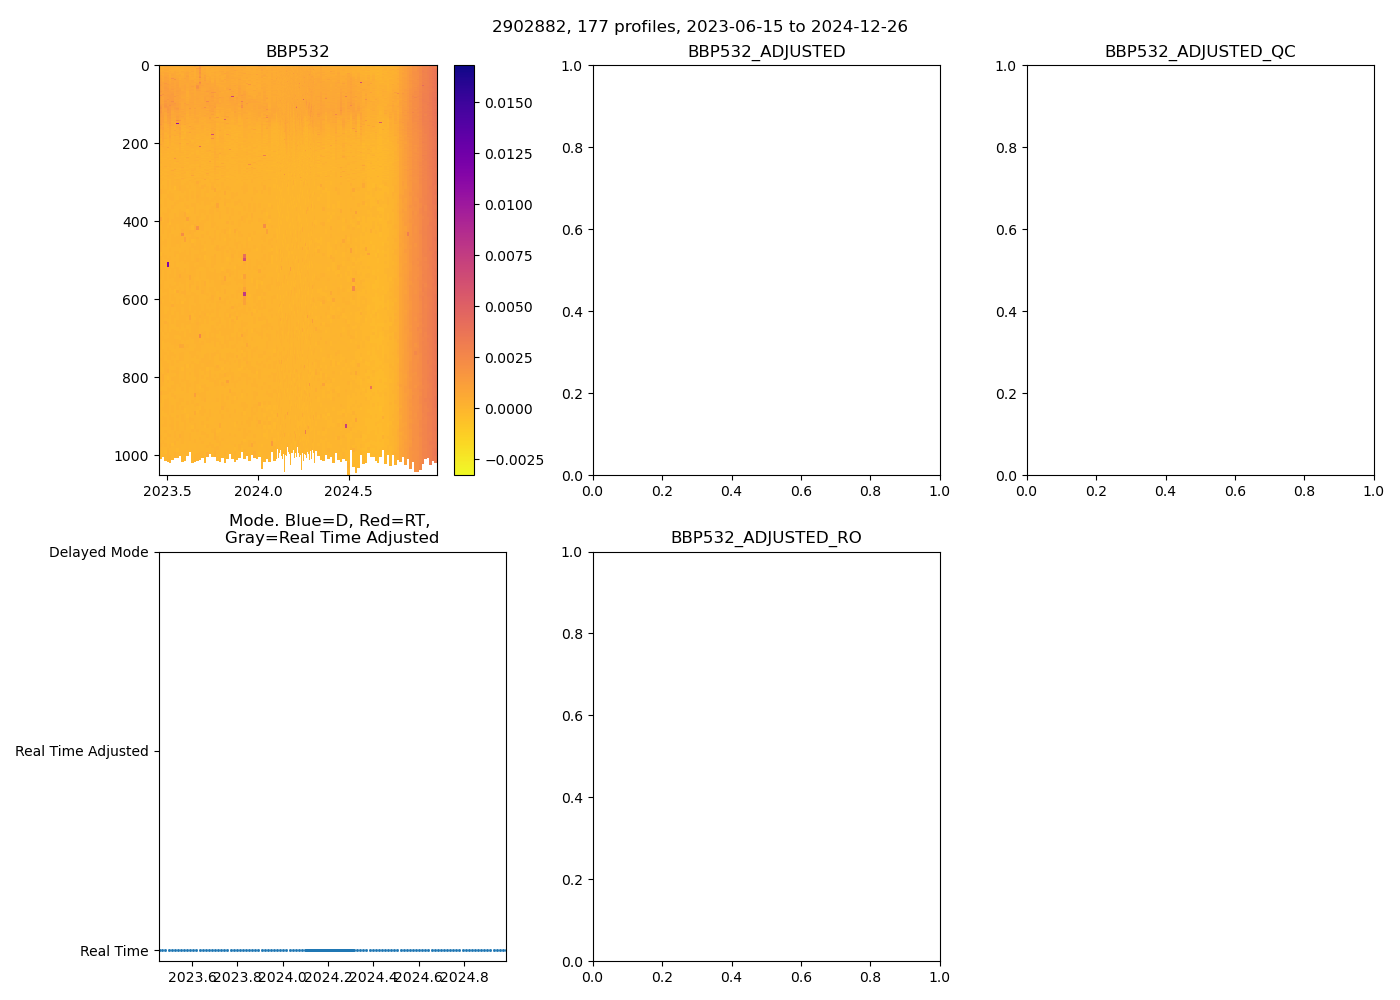 2902882, 177 profiles, 2023-06-15 to 2024-12-26
BBP532
0
200
400
600
800
1000
2023.5 2024.0 2024.5
0.0150
0.0125
0.0100
0.0075
0.0050
0.0025
0.0000
−0.0025
BBP532_ADJUSTED
1.0
0.8
0.6
0.4
0.2
0.0
0.0 0.2 0.4 0.6 0.8 1.0
BBP532_ADJUSTED_QC
1.0
0.8
0.6
0.4
0.2
0.0
0.0 0.2 0.4 0.6 0.8 1.0
Mode. Blue=D, Red=RT,
Gray=Real Time Adjusted
Delayed Mode
Real Time Adjusted
Real Time
2023.6 2023.8 2024.0 2024.2 2024.4 2024.6 2024.8
BBP532_ADJUSTED_RO
1.0
0.8
0.6
0.4
0.2
0.0
0.0 0.2 0.4 0.6 0.8 1.0